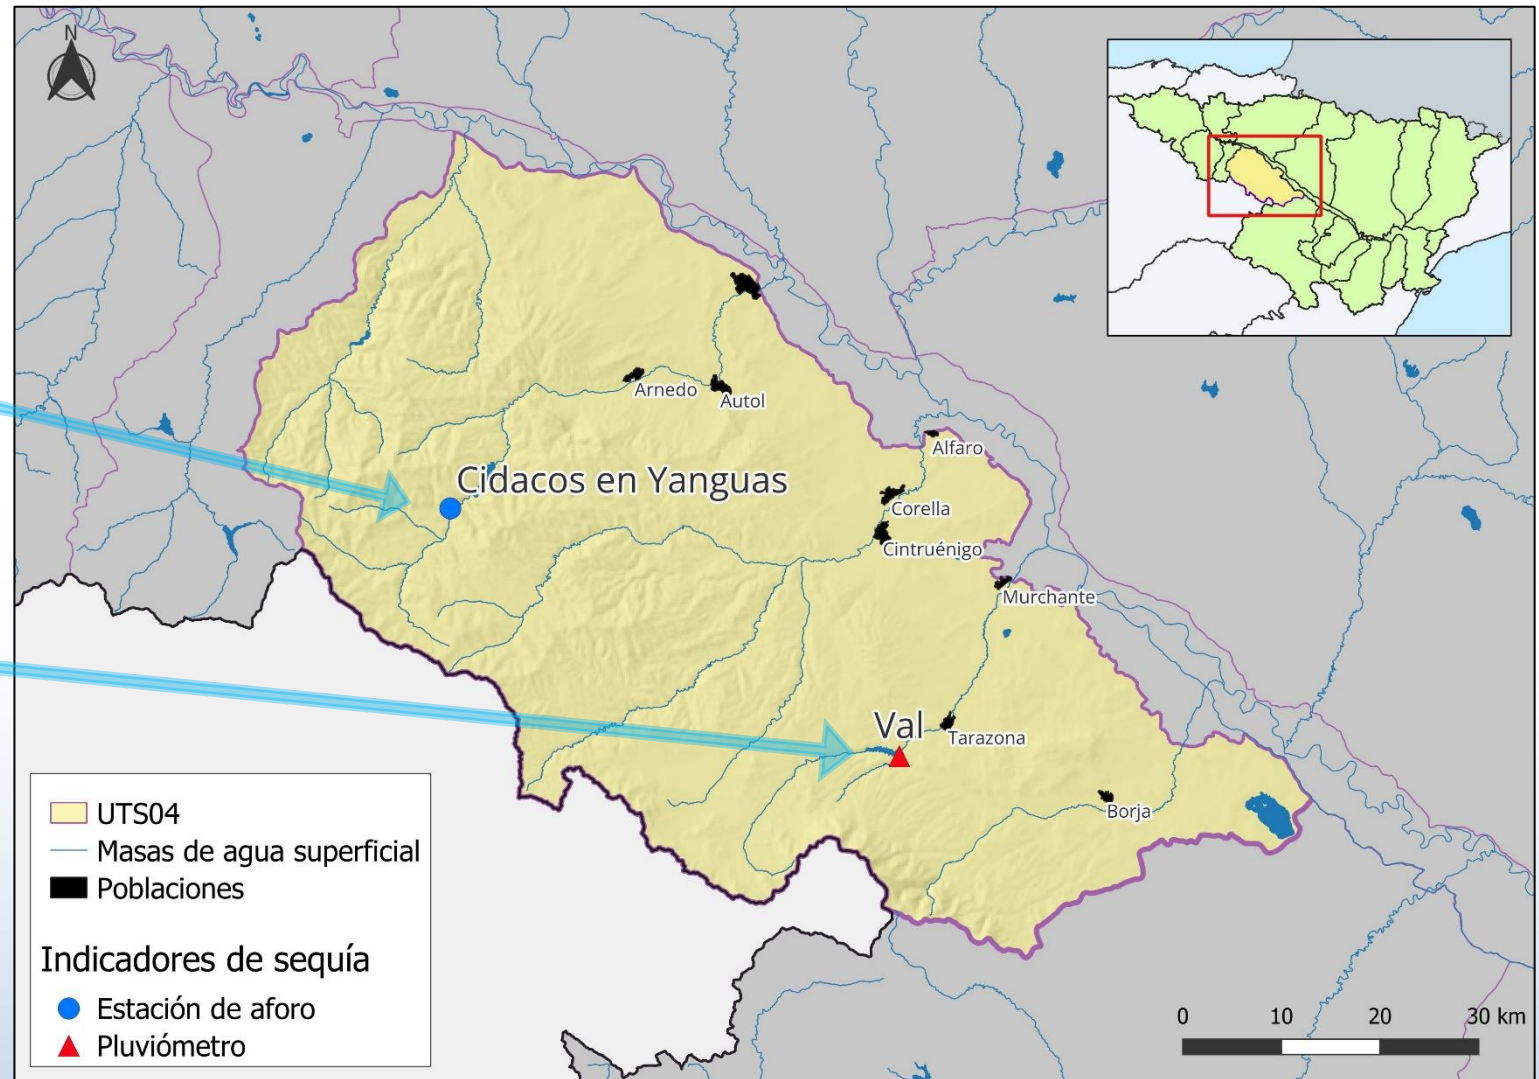 N
Arnedo
Autol
Alfaro
Cidacos en Yanguas
Corella
Cintruénigo
Murchante
Val
Tarazona
Borja
UTS04
Masas de agua superficial
Poblaciones
Indicadores de sequía
Estación de aforo
Pluviómetro
0 10 20 30 km